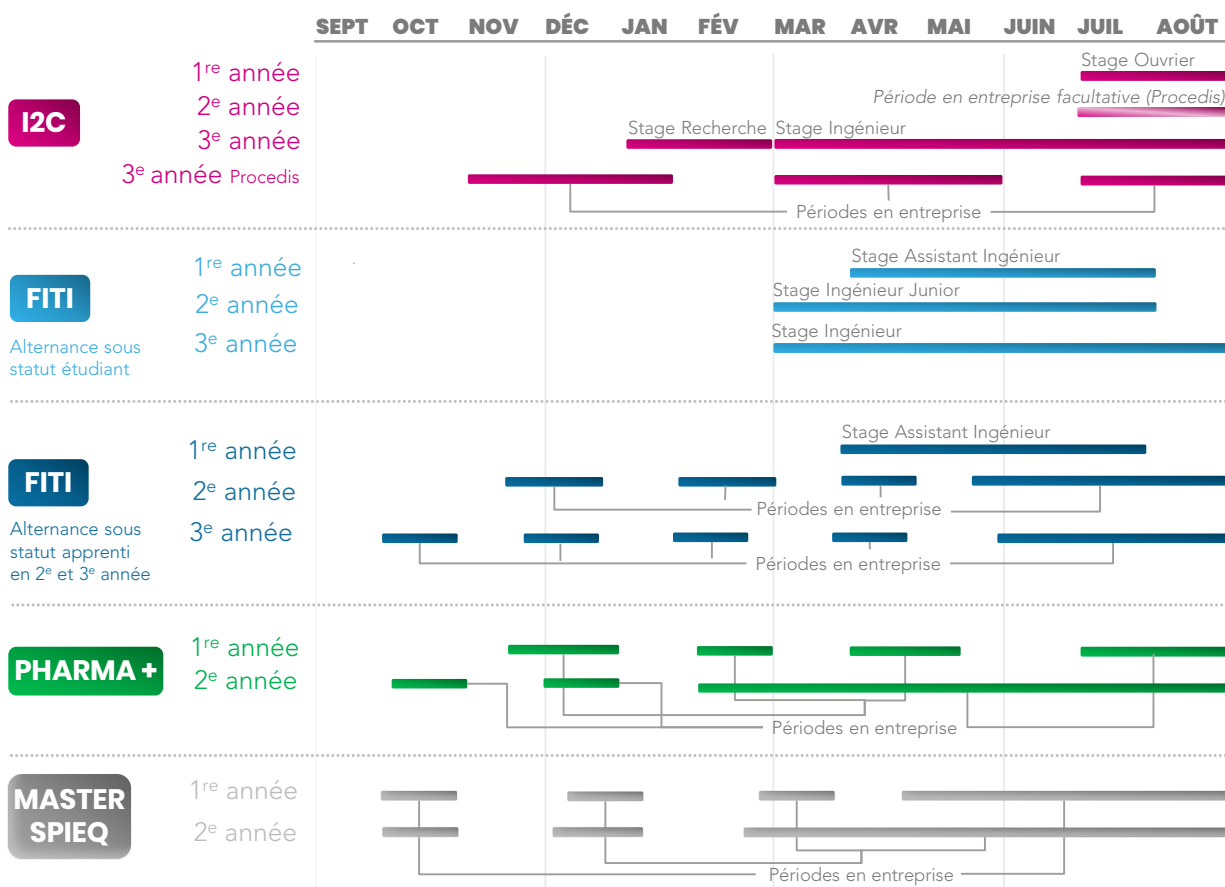 SEPT OCT NOV DÉC JAN FÉV MAR AVR MAI JUIN JUIL AOÛT
I2C
1re année
Stage Ouvrier
2e année
Période en entreprise facultative (Procedis)
3e année
Stage Recherche
Stage Ingénieur
3e année Procedis
Périodes en entreprise
FITI
Alternance sous
statut étudiant
1re année
Stage Assistant Ingénieur
2e année
Stage Ingénieur Junior
3e année
Stage Ingénieur
FITI
Alternance sous
statut apprenti
en 2e et 3e année
1re année
Stage Assistant Ingénieur
2e année
Périodes en entreprise
3e année
Périodes en entreprise
PHARMA +
1re année
2e année
Périodes en entreprise
MASTER
SPIEQ
1re année
2e année
Périodes en entreprise